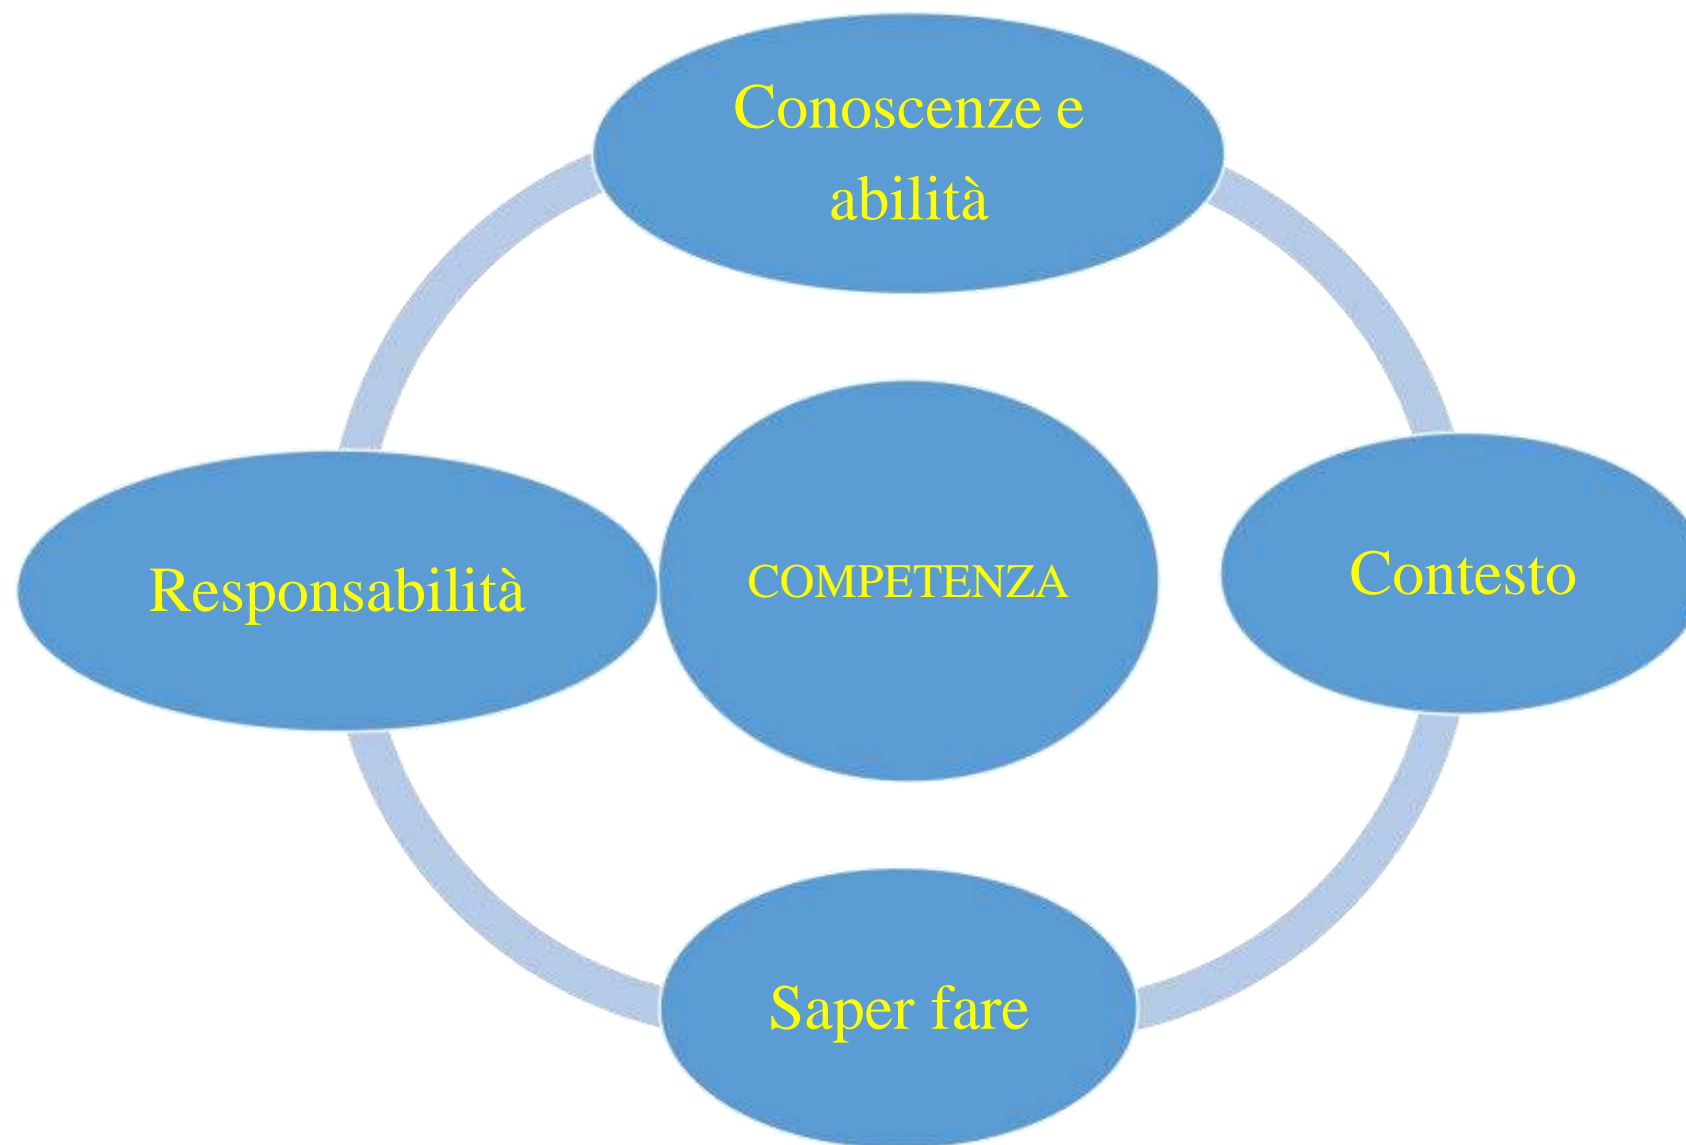 Conoscenze e
abilità
Responsabilità
COMPETENZA
Contesto
Saper fare